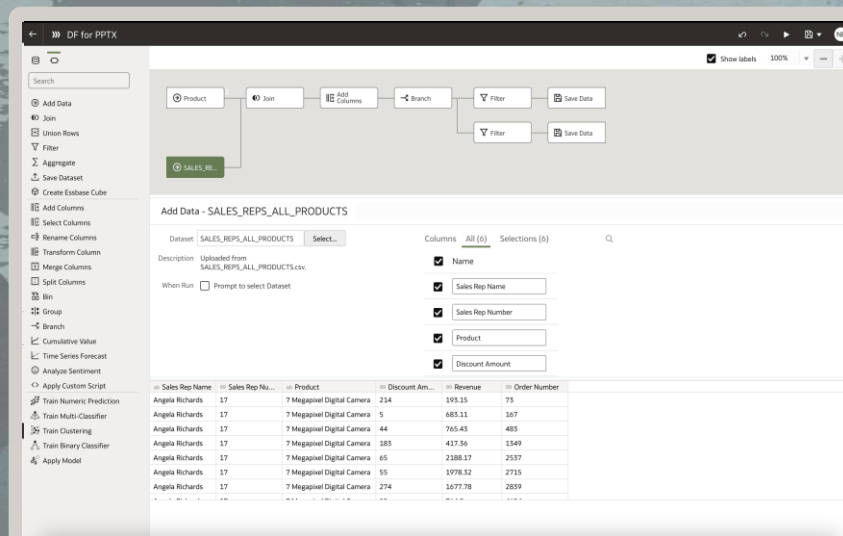 DF for PPTX
Show labels
100%
Search
Add Data
Join
Union Rows
Filter
Aggregate
Save Dataset
Create Essbase Cube
Add Columns
Select Columns
Rename Columns
Transform Column
Merge Columns
Split Columns
Bin
Group
Branch
Cumulative Value
Time Series Forecast
Analyze Sentiment
Apply Custom Script
Train Numeric Prediction
Train Multi-Classifier
Train Clustering
Train Binary Classifier
Apply Model
Product
Join
Add
Columns
Branch
Filter
Save Data
Filter
Save Data
SALES_RE...
Add Data - SALES_REPS_ALL_PRODUCTS
Dataset SALES_REPS_ALL_PRODUCTS Select...
Description Uploaded from
SALES_REPS_ALL_PRODUCTS.csv.
When Run Prompt to select Dataset
Columns All (6) Selections (6)
Name
Sales Rep Name
Sales Rep Number
Product
Discount Amount
Sales Rep Name Sales Rep Nu... Product Discount Am... Revenue Order Number
Angela Richards 17 7 Megapixel Digital Camera 214 193.15 73
Angela Richards 17 7 Megapixel Digital Camera 5 683.11 167
Angela Richards 17 7 Megapixel Digital Camera 44 765.43 483
Angela Richards 17 7 Megapixel Digital Camera 183 417.36 1349
Angela Richards 17 7 Megapixel Digital Camera 65 2188.17 2537
Angela Richards 17 7 Megapixel Digital Camera 55 1978.32 2715
Angela Richards 17 7 Megapixel Digital Camera 274 1677.78 2839